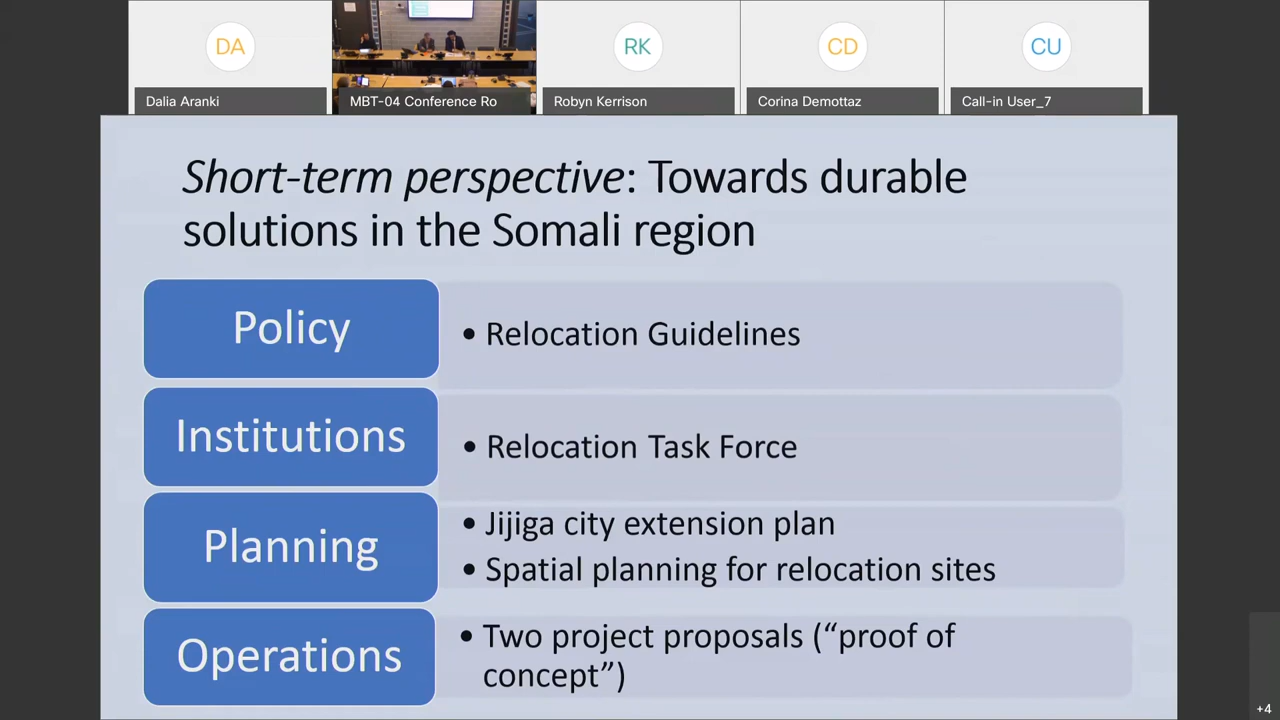 DA
RK
CD
CU
Dalia Aranki
MBT-04 Conference Ro
Robyn Kerrison
Corina Demottaz
Call-in User_7
Short-term perspective: Towards durable
solutions in the Somali region
Policy
• Relocation Guidelines
Institutions
• Relocation Task Force
Planning
• Jijiga city extension plan
• Spatial planning for relocation sites
Operations
• Two project proposals (“proof of
concept”)
+4